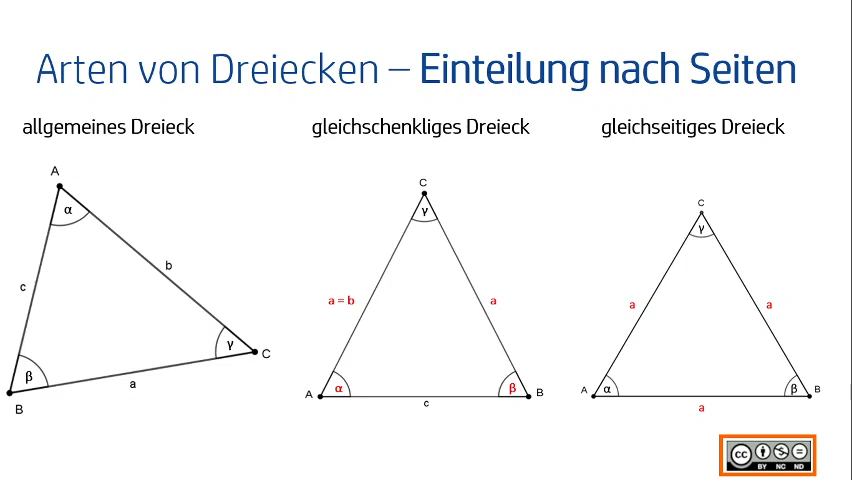 Arten von Dreiecken – Einteilung nach Seiten
allgemeines Dreieck
gleichschenkliges Dreieck
gleichseitiges Dreieck
A
α
b
c
β
γ
C
a
B
C
γ
a = b
a
A
α
β
B
c
C
γ
a
a
A
α
β
B
a
cc
BY NC ND